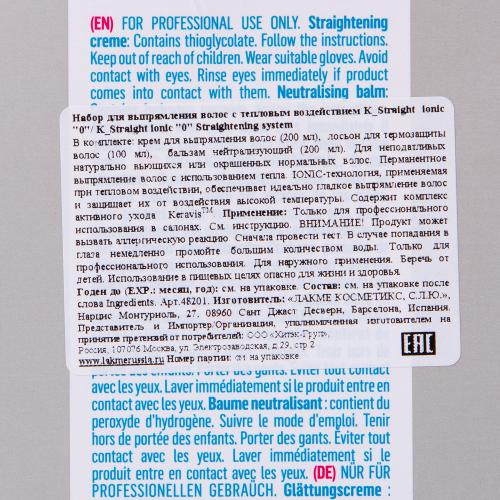 (EN) FOR PROFESSIONAL USE ONLY. Straightening
creme: Contains thioglycolate. Follow the instructions.
Keep out of reach of children. Wear suitable gloves. Avoid
contact with eyes. Rinse eyes immediately if product
comes into contact with them. Neutralising balm:
Набор для выпрямления волос с тепловым воздействием K_Straight ionic
"0"/ K_Straight Ionic "0" Straightening system
В комплекте: крем для выпрямления волос (200 мл), лосьон для термозащиты
волос (100 мл), бальзам нейтрализующий (200 мл). Для неподатливых
натурально вьющихся или окрашенных нормальных волос. Перманентное
выпрямление волос с использованием тепла. IONIC-технология, применяемая
при тепловом воздействии, обеспечивает идеально гладкое выпрямление волос
и защищает их от воздействия высокой температуры. Содержит комплекс
активного ухода Keravis™ Применение: Только для профессионального
использования в салонах. См. инструкцию. ВНИМАНИЕ! Продукт может
вызвать аллергическую реакцию. Сначала провести тест. В случае попадания в
глаза немедленно промойте большим количеством воды. Только для
профессионального использования. Для наружного применения. Беречь от
детей. Использование в пищевых целях опасно для жизни и здоровья.
Годен до (EXP.: месяц, год): см. на упаковке. Состав: см. на упаковке после
слова Ingredients. Арт.48201. Изготовитель: «ЛАКМЕ КОСМЕТИКС, С.Л.Ю.»,
Нарцис Монтуриоль, 27, 08960 Сант Джаст Десверн, Барселона, Испания.
Представитель и Импортер/Организация, уполномоченная изготовителем на
принятие претензий от потребителей: ООО «Хитэк-Груп»,
Россия, 107076 Москва, ул. Электрозаводская, д.29, стр.2
www.lakmerussia.ru Номер партии: см на упаковке EAC
portée des enfants. Porter des gants. Éviter tout contact
avec les yeux. Laver immédiatement si le produit entre en
contact avec les yeux. Baume neutralisant : contient du
peroxyde d'hydrogène. Suivre le mode d'emploi. Tenir
hors de portée des enfants. Porter des gants. Eviter tout
contact avec les yeux. Laver immédiatement si le
produit entre en contact avec les yeux. (DE) NUR FÜR
PROFESSIONELLEN GEBRAUCH. Glättungscreme :